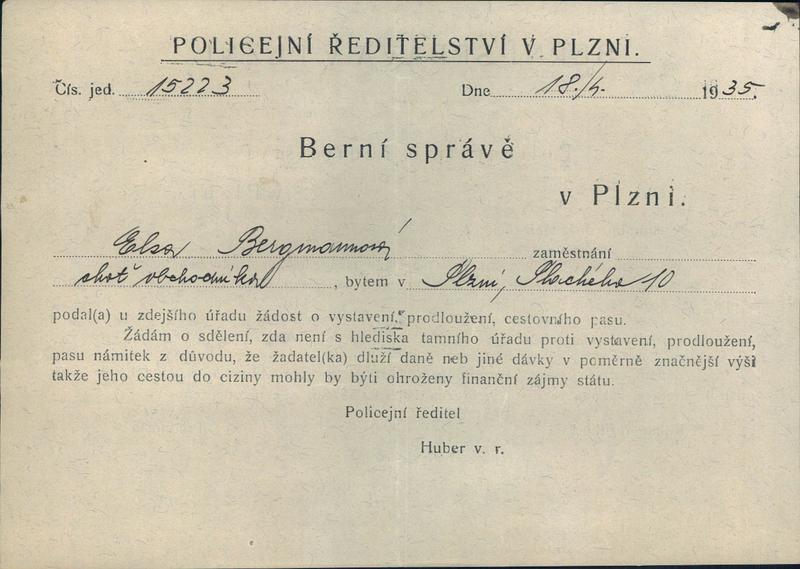 POLICEJNÍ ŘEDITELSTVÍ V PLZNI.
Čís. jed. 15223 Dne 18./4. 1935.
Berní správě
v Plzni.
Elsa Bergmannová zaměstnání
choť obchodníka, bytem v Plzni, Plachého 10
podal(a) u zdejšího úřadu žádost o vystavení, prodloužení, cestovního pasu.
Žádám o sdělení, zda není s hlediska tamního úřadu proti vystavení, prodloužení,
pasu námitek z důvodu, že žadatel(ka) dluží daně neb jiné dávky v poměrně značnější výši
takže jeho cestou do ciziny mohly by býti ohroženy finanční zájmy státu.
Policejní ředitel
Huber v. r.